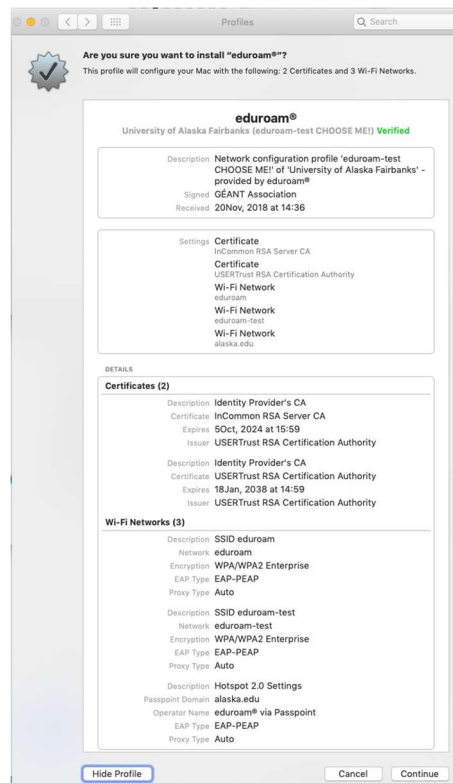 Profiles
Search
Are you sure you want to install “eduroam®”?
This profile will configure your Mac with the following: 2 Certificates and 3 Wi-Fi Networks.
eduroam®
University of Alaska Fairbanks (eduroam-test CHOOSE ME!) Verified
Description Network configuration profile 'eduroam-test
CHOOSE ME!' of 'University of Alaska Fairbanks' -
provided by eduroam®
Signed GÉANT Association
Received 20Nov, 2018 at 14:36
Settings Certificate
InCommon RSA Server CA
Certificate
USERTrust RSA Certification Authority
Wi-Fi Network
eduroam
Wi-Fi Network
eduroam-test
Wi-Fi Network
alaska.edu
DETAILS
Certificates (2)
Description Identity Provider's CA
Certificate InCommon RSA Server CA
Expires 5Oct, 2024 at 15:59
Issuer USERTrust RSA Certification Authority
Description Identity Provider's CA
Certificate USERTrust RSA Certification Authority
Expires 18Jan, 2038 at 14:59
Issuer USERTrust RSA Certification Authority
Wi-Fi Networks (3)
Description SSID eduroam
Network eduroam
Encryption WPA/WPA2 Enterprise
EAP Type EAP-PEAP
Proxy Type Auto
Description SSID eduroam-test
Network eduroam-test
Encryption WPA/WPA2 Enterprise
EAP Type EAP-PEAP
Proxy Type Auto
Description Hotspot 2.0 Settings
Passpoint Domain alaska.edu
Operator Name eduroam® via Passpoint
EAP Type EAP-PEAP
Proxy Type Auto
Hide Profile
Cancel
Continue